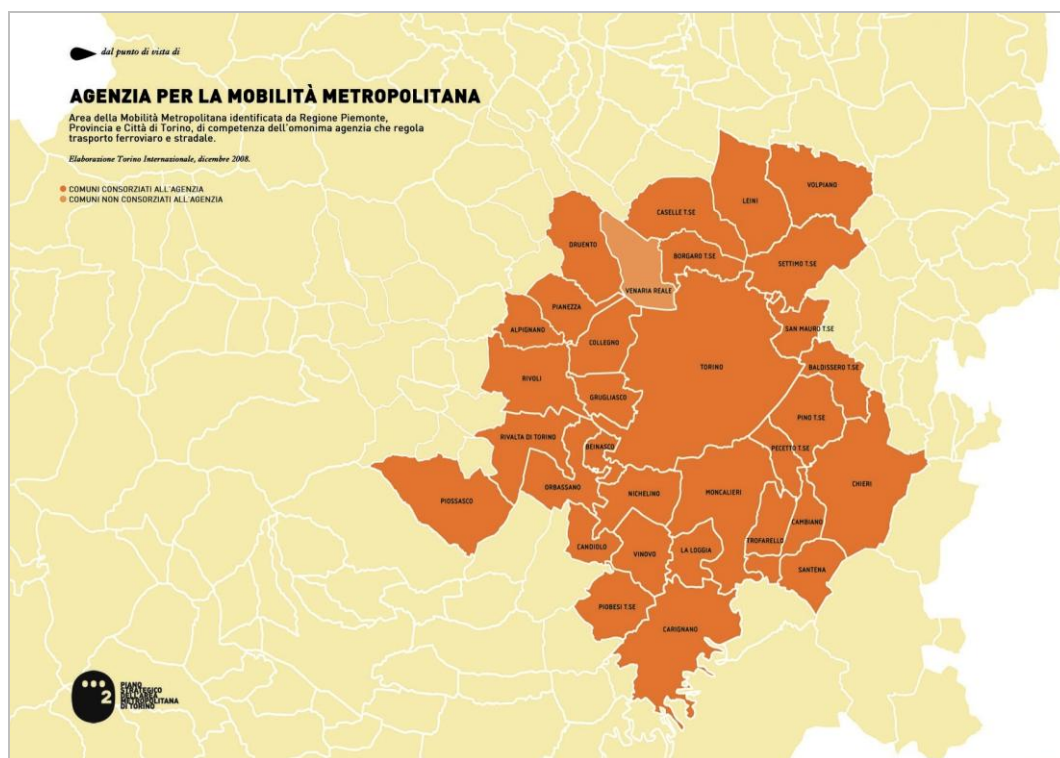 dal punto di vista di
AGENZIA PER LA MOBILITÀ METROPOLITANA
Area della Mobilità Metropolitana identificata da Regione Piemonte,
Provincia e Città di Torino, di competenza dell'omonima agenzia che regola
trasporto ferroviaro e stradale.
Elaborazione Torino Internazionale, dicembre 2008.
COMUNI CONSORZIATI ALL'AGENZIA
COMUNI NON CONSORZIATI ALL'AGENZIA
VOLPIANO
LEINI
CASELLE T.SE
DRUENTO
BORGARO T.SE
SETTIMO T.SE
VENARIA REALE
PIANEZZA
ALPIGNANO
SAN MAURO T.SE
COLLEGNO
TORINO
BALDISSERO T.SE
RIVOLI
GRUGLIASCO
PINO T.SE
RIVALTA DI TORINO
BEINASCO
PECETTO T.SE
CHIERI
ORBASSANO
NICHELINO
MONCALIERI
PIOSSASCO
CAMBIANO
TROFARELLO
CANDIOLO
VINOVO
LA LOGGIA
SANTENA
PIOBESI T.SE
CARIGNANO
2
PIANO
STRATEGICO
DELL'AREA
METROPOLITANA
DI TORINO